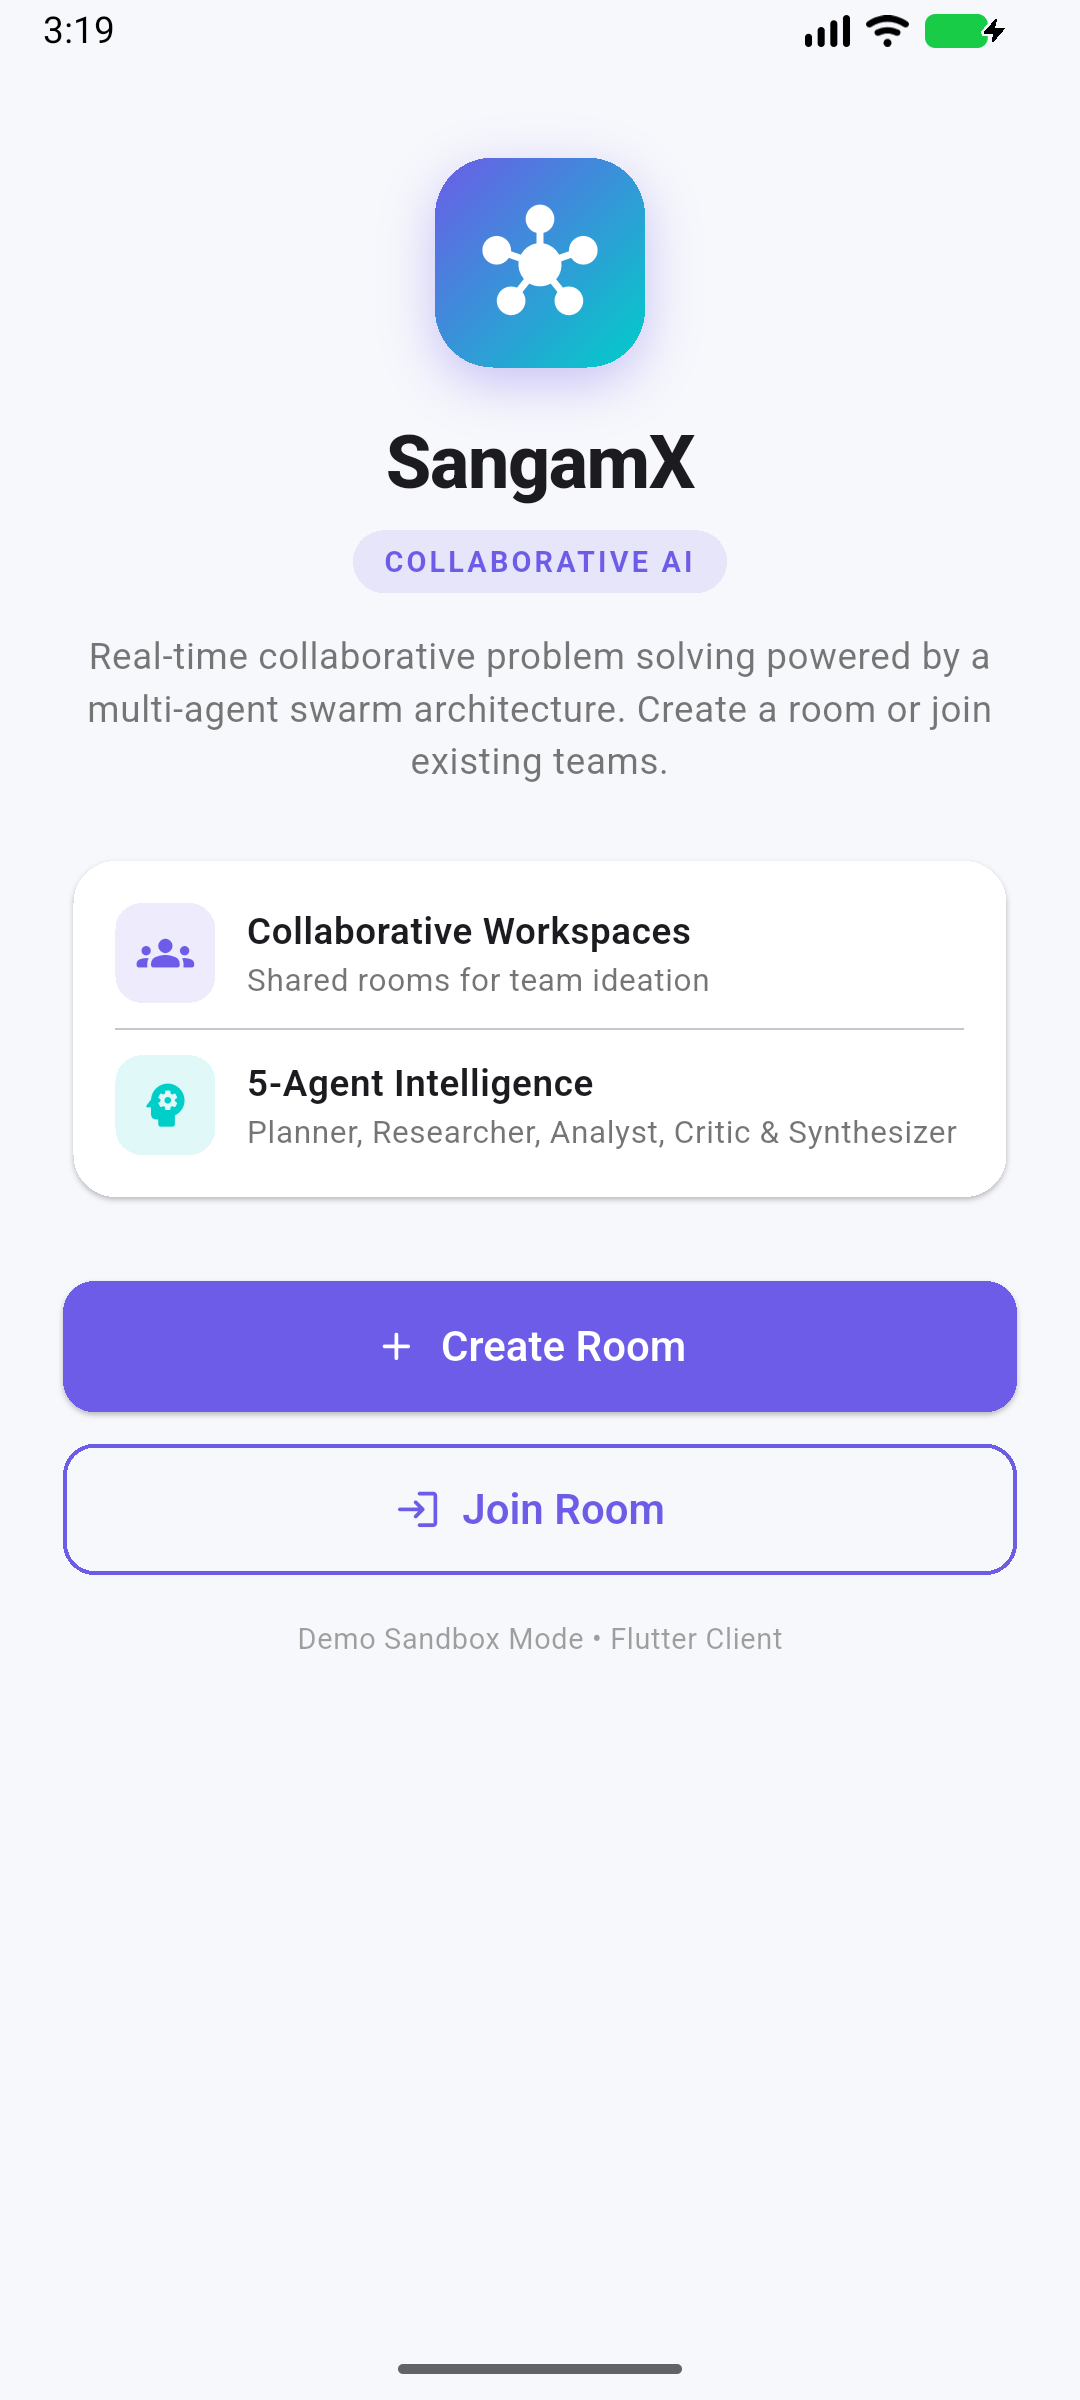 3:19
SangamX
COLLABORATIVE AI
Real-time collaborative problem solving powered by a
multi-agent swarm architecture. Create a room or join
existing teams.
Collaborative Workspaces
Shared rooms for team ideation
5-Agent Intelligence
Planner, Researcher, Analyst, Critic & Synthesizer
Create Room
Join Room
Demo Sandbox Mode • Flutter Client